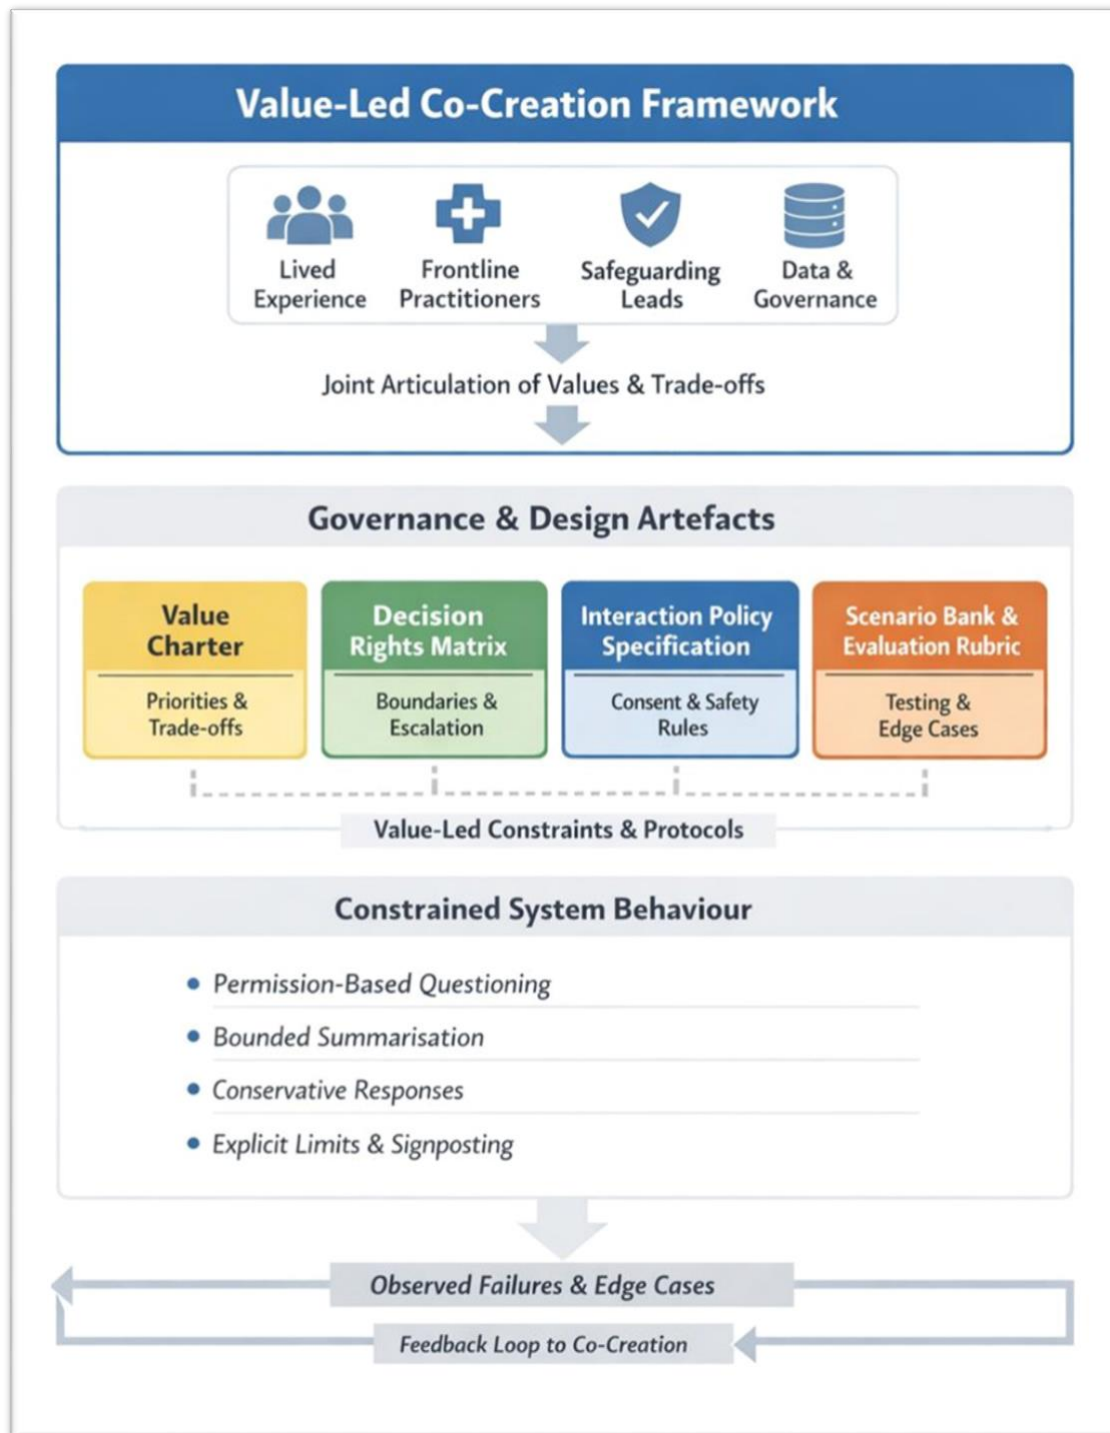 Value-Led Co-Creation Framework
Lived
Experience
Frontline
Practitioners
Safeguarding
Leads
Data &
Governance
Joint Articulation of Values & Trade-offs
Governance & Design Artefacts
Value
Charter
Priorities &
Trade-offs
Decision
Rights Matrix
Boundaries &
Escalation
Interaction Policy
Specification
Consent & Safety
Rules
Scenario Bank &
Evaluation Rubric
Testing &
Edge Cases
Value-Led Constraints & Protocols
Constrained System Behaviour
Permission-Based Questioning
Bounded Summarisation
Conservative Responses
Explicit Limits & Signposting
Observed Failures & Edge Cases
Feedback Loop to Co-Creation